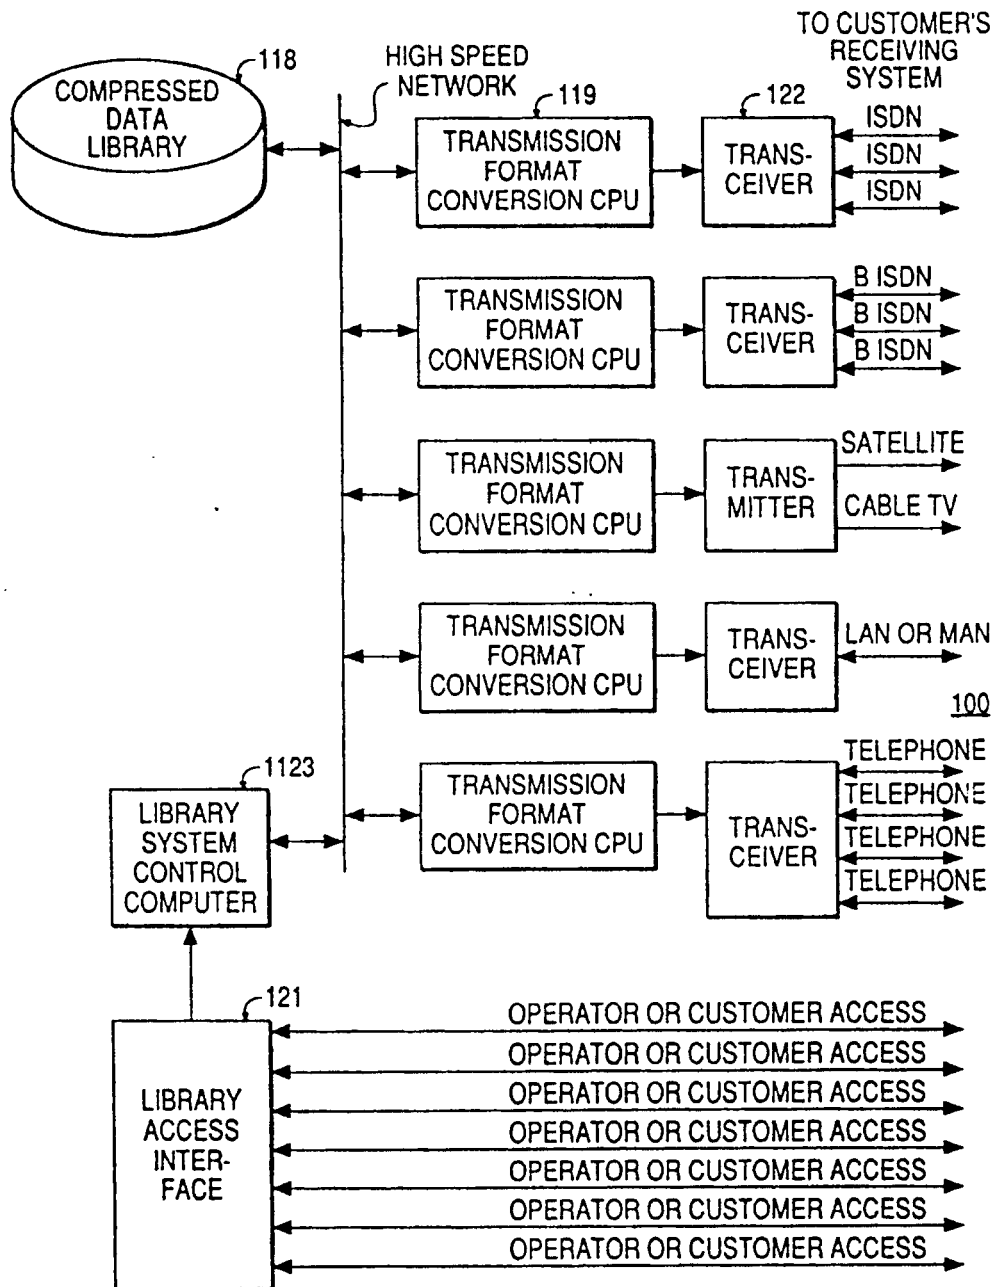 TO CUSTOMER'S
RECEIVING
SYSTEM
118
COMPRESSED
DATA
LIBRARY
HIGH SPEED
NETWORK
119
TRANSMISSION
FORMAT
CONVERSION CPU
122
TRANS-
CEIVER
ISDN
ISDN
ISDN
TRANSMISSION
FORMAT
CONVERSION CPU
TRANS-
CEIVER
B ISDN
B ISDN
B ISDN
TRANSMISSION
FORMAT
CONVERSION CPU
TRANS-
MITTER
SATELLITE
CABLE TV
TRANSMISSION
FORMAT
CONVERSION CPU
TRANS-
CEIVER
LAN OR MAN
100
TRANSMISSION
FORMAT
CONVERSION CPU
TRANS-
CEIVER
TELEPHONE
TELEPHONE
TELEPHONE
TELEPHONE
1123
LIBRARY
SYSTEM
CONTROL
COMPUTER
121
LIBRARY
ACCESS
INTER-
FACE
OPERATOR OR CUSTOMER ACCESS
OPERATOR OR CUSTOMER ACCESS
OPERATOR OR CUSTOMER ACCESS
OPERATOR OR CUSTOMER ACCESS
OPERATOR OR CUSTOMER ACCESS
OPERATOR OR CUSTOMER ACCESS
OPERATOR OR CUSTOMER ACCESS